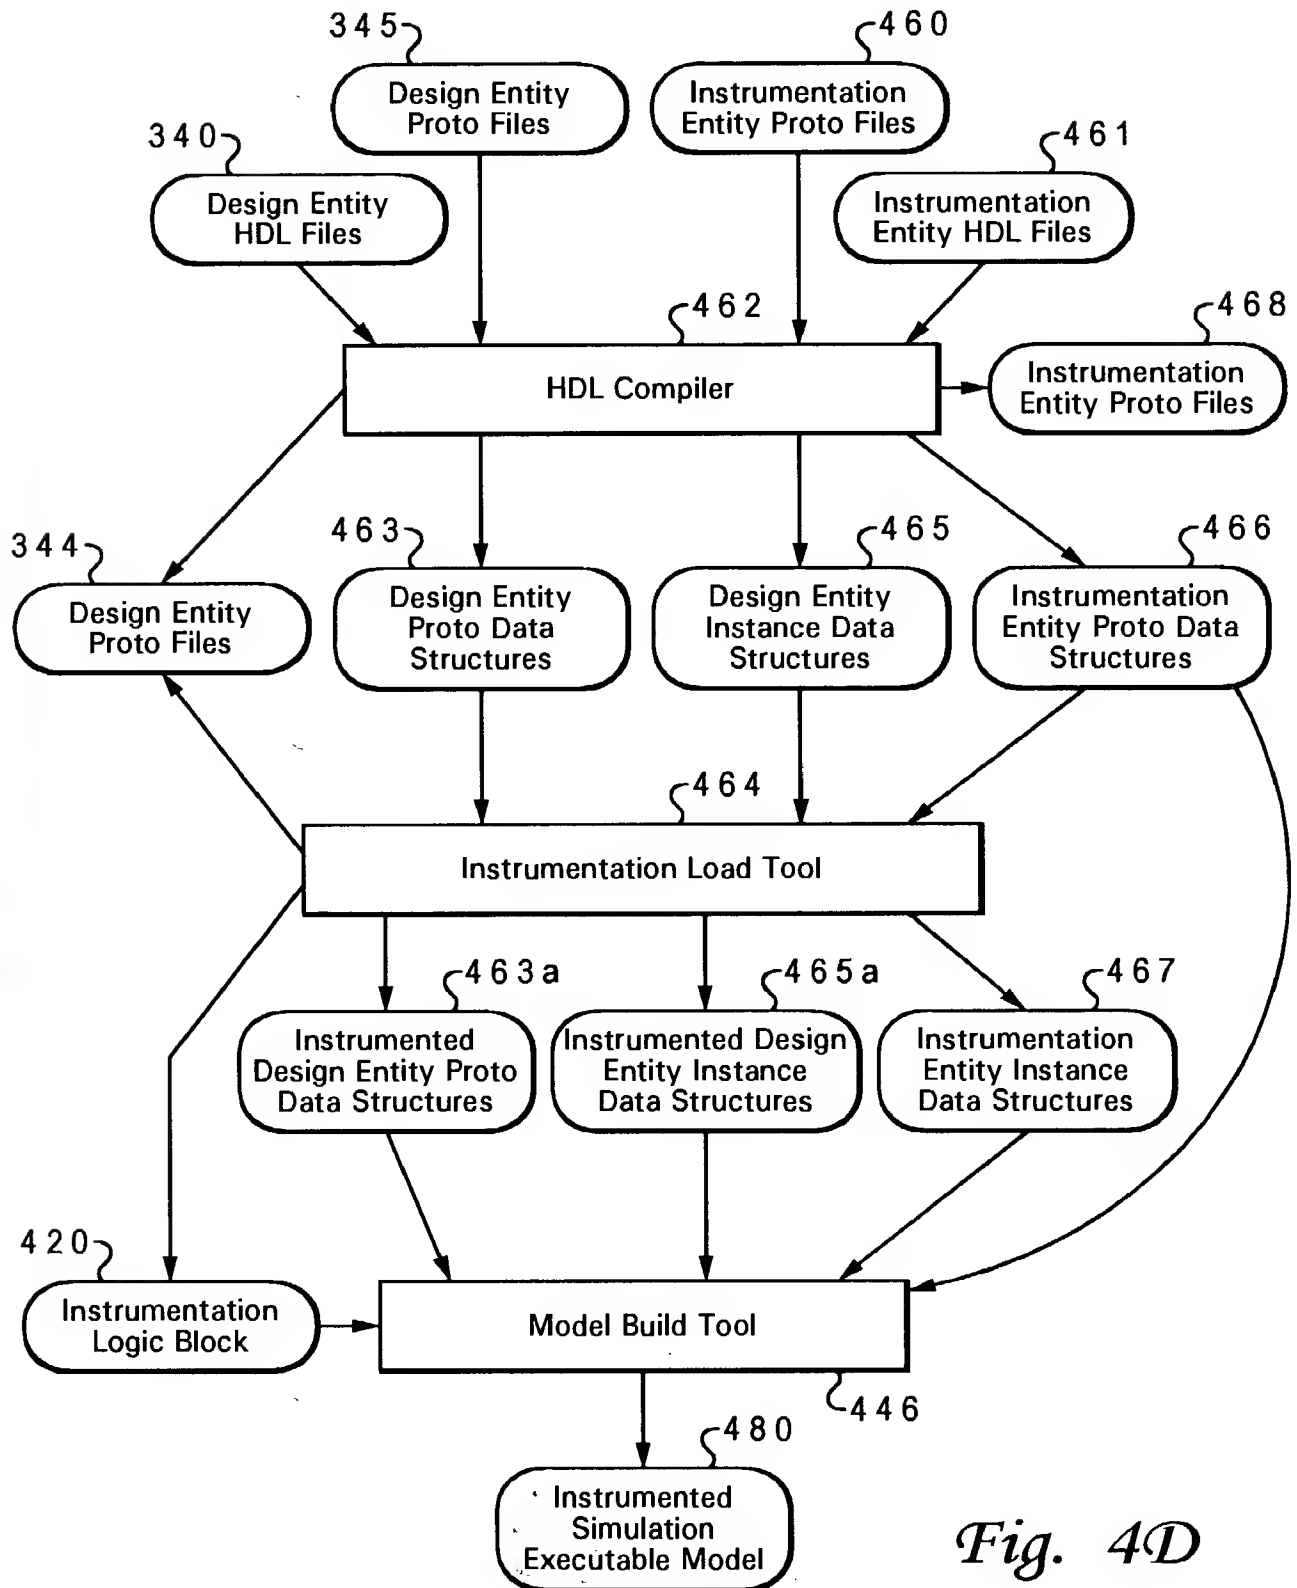 345
460
Design Entity
Proto Files
Instrumentation
Entity Proto Files
340
461
Design Entity
HDL Files
Instrumentation
Entity HDL Files
462
468
HDL Compiler
Instrumentation
Entity Proto Files
344
463
465
466
Design Entity
Proto Files
Design Entity
Proto Data
Structures
Design Entity
Instance Data
Structures
Instrumentation
Entity Proto Data
Structures
464
Instrumentation Load Tool
463a
465a
467
Instrumented
Design Entity Proto
Data Structures
Instrumented Design
Entity Instance
Data Structures
Instrumentation
Entity Instance
Data Structures
420
Instrumentation
Logic Block
Model Build Tool
446
480
Instrumented
Simulation
Executable Model
Fig. 4D